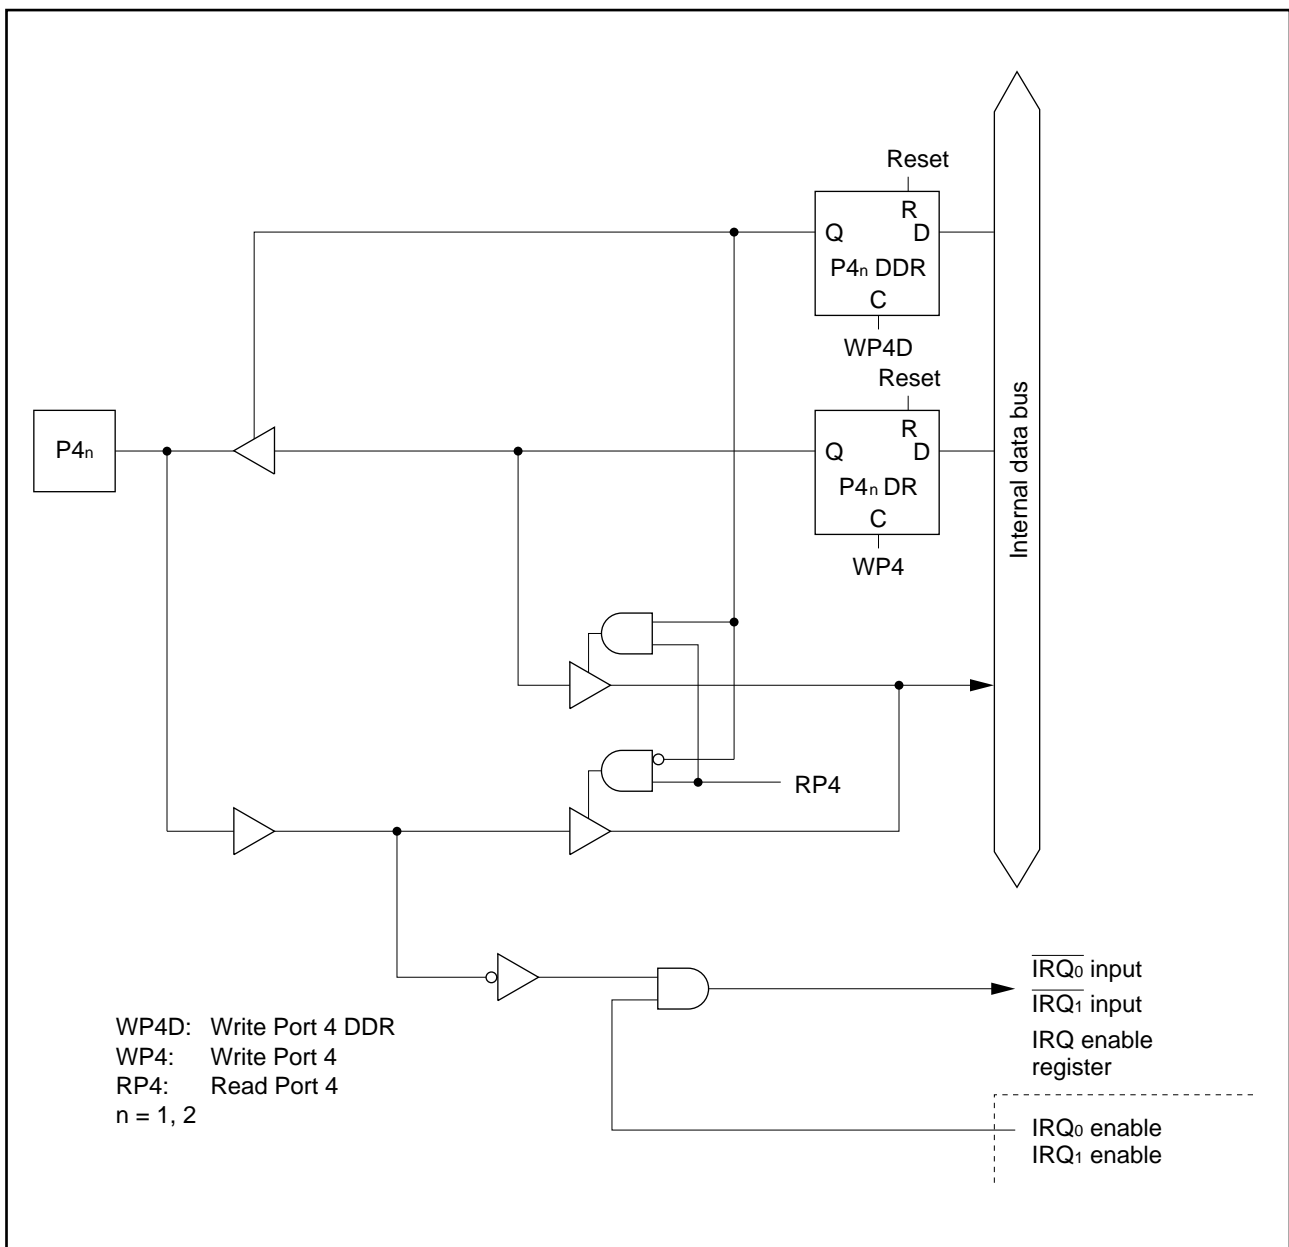 Reset
R
Q D
P4n DDR
C
WP4D
Reset
R
Q D
P4n DR
C
WP4
P4n
Internal data bus
RP4
IRQ0 input
IRQ1 input
IRQ enable
register
IRQ0 enable
IRQ1 enable
WP4D: Write Port 4 DDR
WP4: Write Port 4
RP4: Read Port 4
n = 1, 2